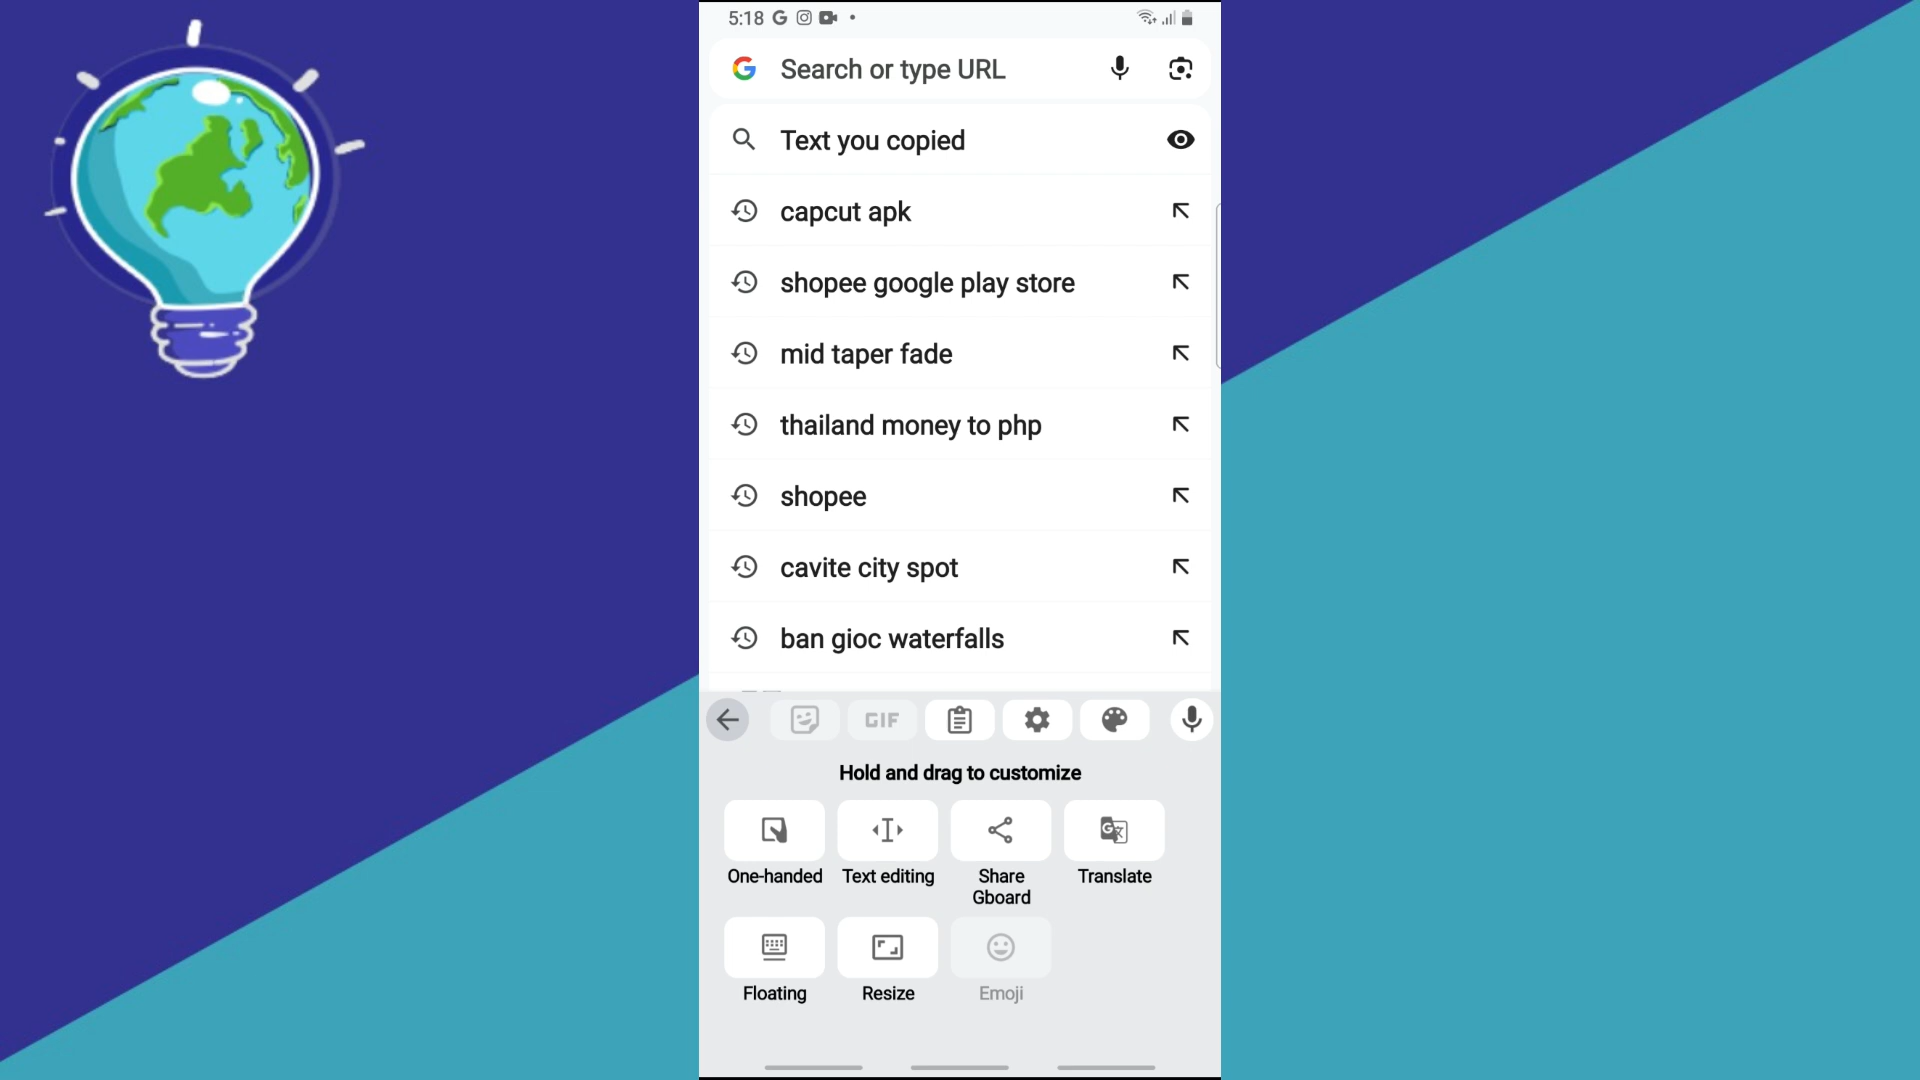 5:18
Search or type URL
Text you copied
capcut apk
shopee google play store
mid taper fade
thailand money to php
shopee
cavite city spot
ban gioc waterfalls
GIF
Hold and drag to customize
One-handed
Text editing
Share
Gboard
Translate
Floating
Resize
Emoji